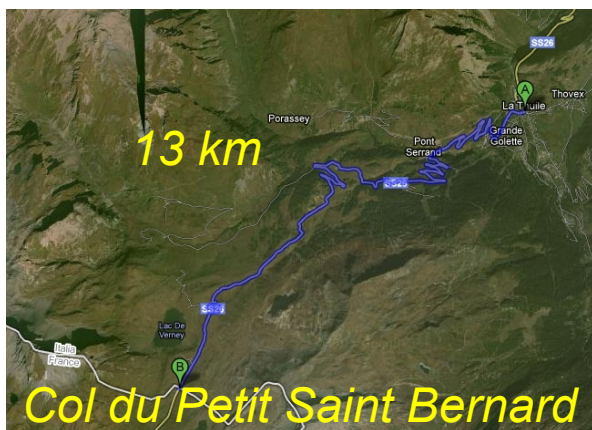 SS26
A
Thovex
La Thuile
Porassey
Grande
Golette
13 km
Pont
Serrand
SS26
SS26
Lac De
Verney
Italia
France
B
Col du Petit Saint Bernard